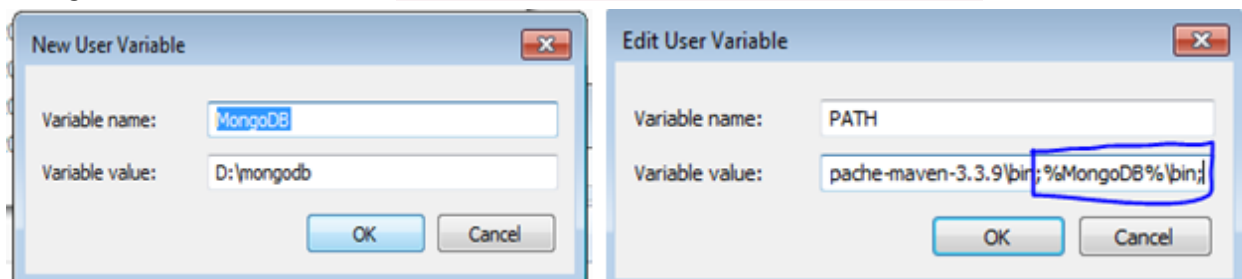 New User Variable
Variable name: MongoDB
Variable value: D:\mongodb
OK Cancel
Edit User Variable
Variable name: PATH
Variable value: pache-maven-3.3.9\bin;%MongoDB%\bin;
OK Cancel